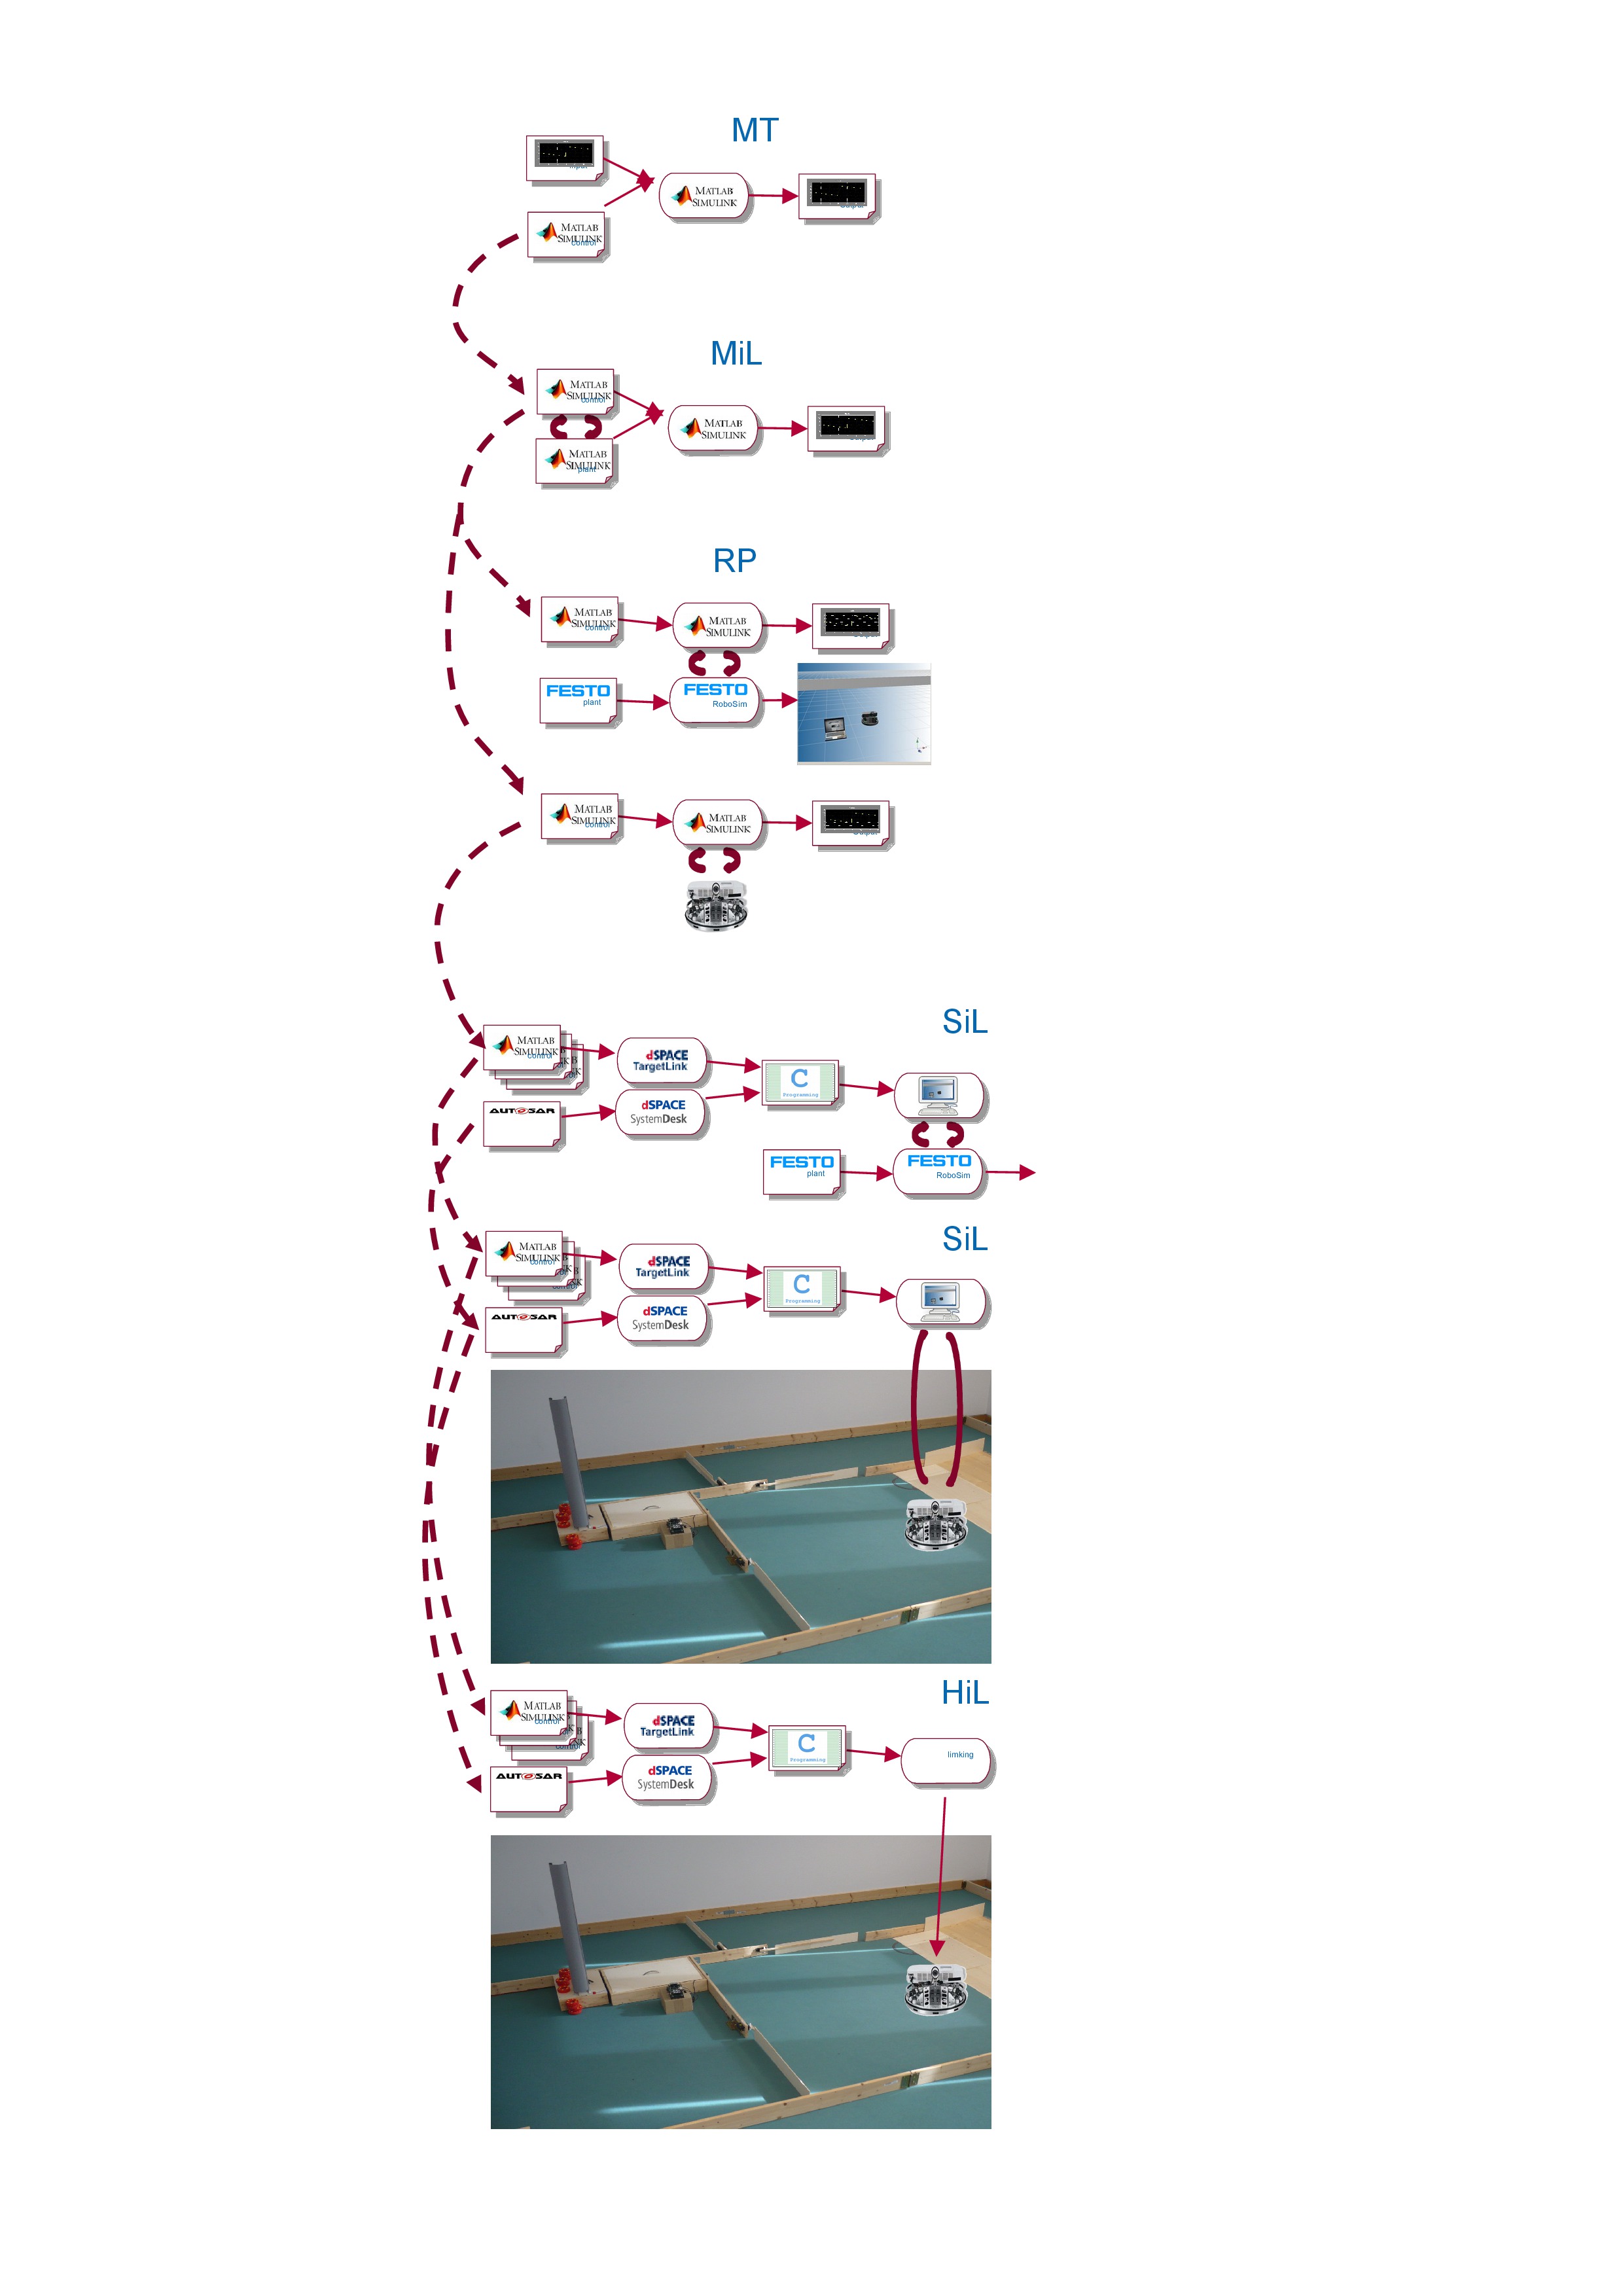 MT
Input
MATLAB
SIMULINK
control
MATLAB
SIMULINK
Output
MiL
MATLAB
SIMULINK
control
MATLAB
SIMULINK
plant
MATLAB
SIMULINK
Output
RP
MATLAB
SIMULINK
control
MATLAB
SIMULINK
Output
FESTO
plant
FESTO
RoboSim
MATLAB
SIMULINK
control
MATLAB
SIMULINK
Output
SiL
MATLAB
SIMULINK
control
dSPACE
TargetLink
AUTOSAR
dSPACE
SystemDesk
C
Programming
FESTO
plant
FESTO
RoboSim
SiL
MATLAB
SIMULINK
control
dSPACE
TargetLink
AUTOSAR
dSPACE
SystemDesk
C
Programming
HiL
MATLAB
SIMULINK
control
dSPACE
TargetLink
AUTOSAR
dSPACE
SystemDesk
C
Programming
limking